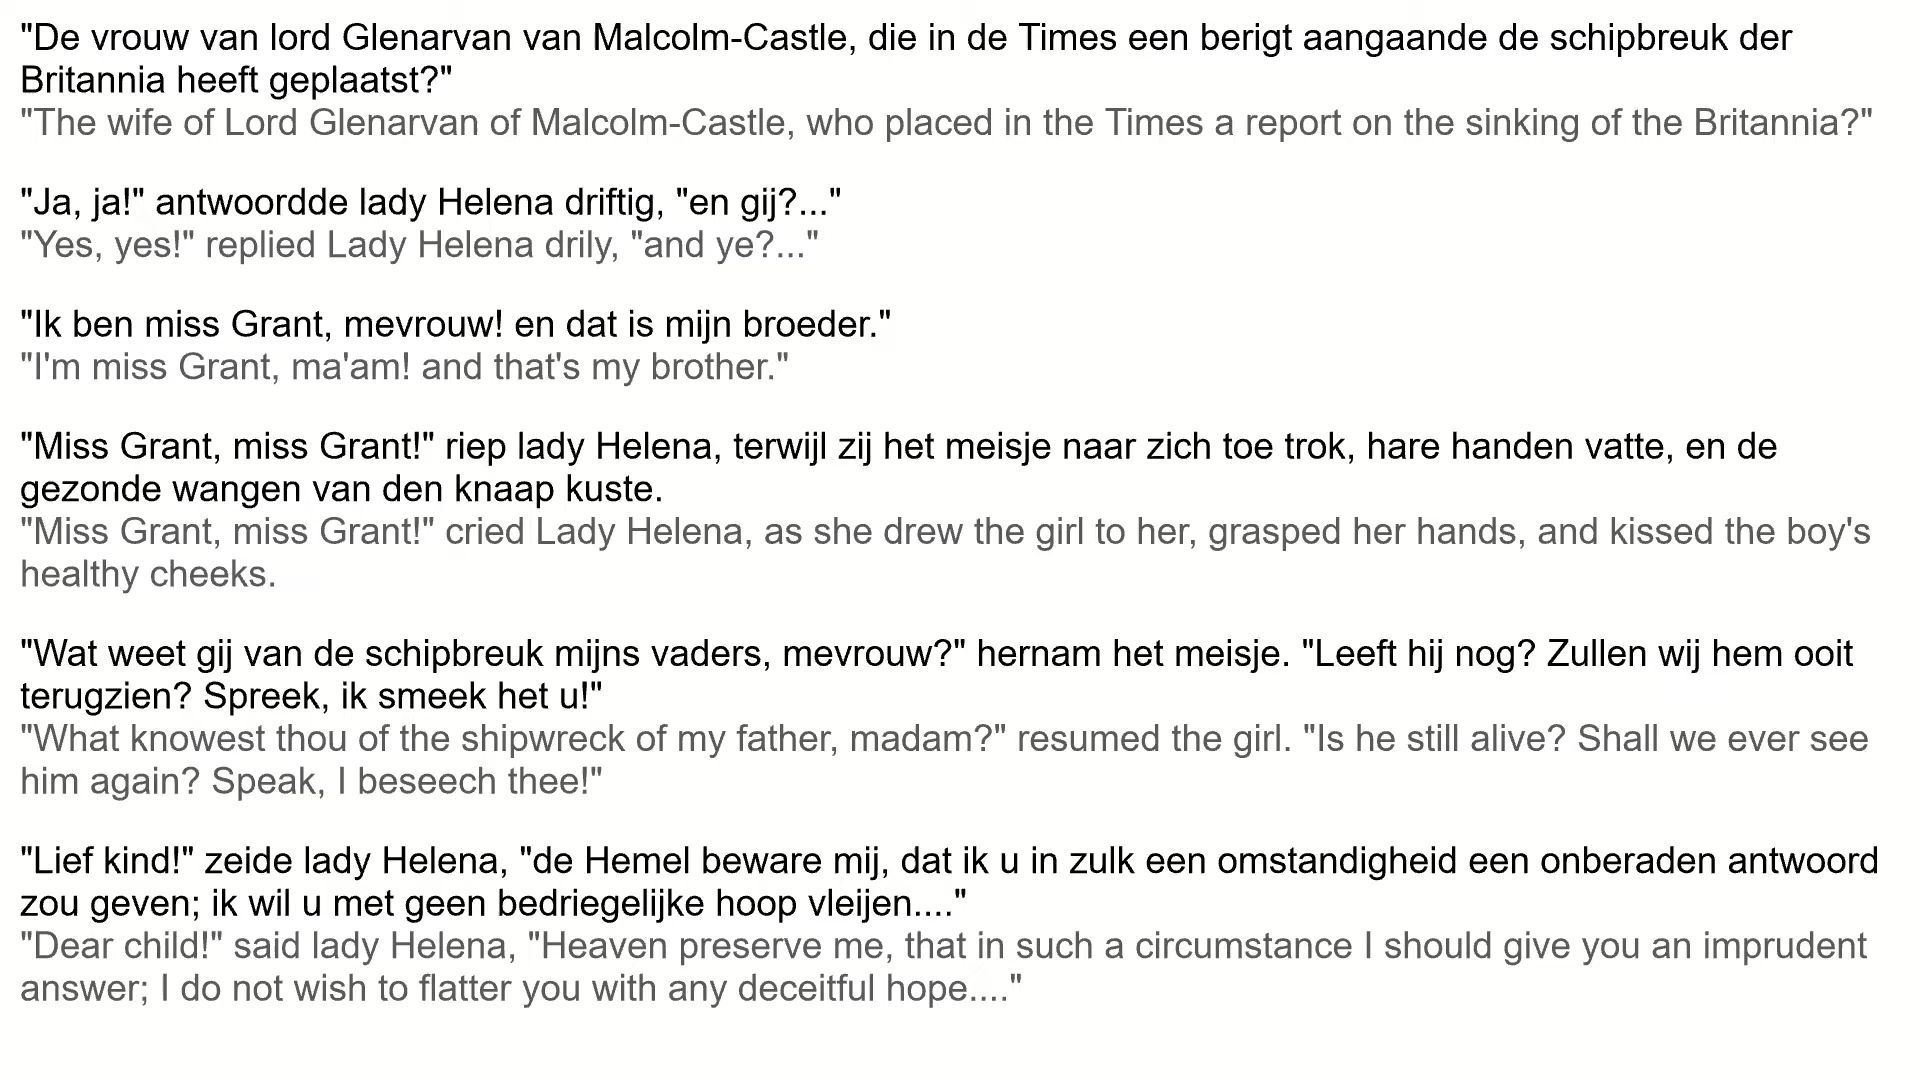 "De vrouw van lord Glenarvan van Malcolm-Castle, die in de Times een berigt aangaande de schipbreuk der
Britannia heeft geplaatst?"
"The wife of Lord Glenarvan of Malcolm-Castle, who placed in the Times a report on the sinking of the Britannia?"
"Ja, ja!" antwoordde lady Helena driftig, "en gij?..."
"Yes, yes!" replied Lady Helena drily, "and ye?..."
"Ik ben miss Grant, mevrouw! en dat is mijn broeder."
"I'm miss Grant, ma'am! and that's my brother."
"Miss Grant, miss Grant!" riep lady Helena, terwijl zij het meisje naar zich toe trok, hare handen vatte, en de
gezonde wangen van den knaap kuste.
"Miss Grant, miss Grant!" cried Lady Helena, as she drew the girl to her, grasped her hands, and kissed the boy's
healthy cheeks.
"Wat weet gij van de schipbreuk mijns vaders, mevrouw?" hernam het meisje. "Leeft hij nog? Zullen wij hem ooit
terugzien? Spreek, ik smeek het u!"
"What knowest thou of the shipwreck of my father, madam?" resumed the girl. "Is he still alive? Shall we ever see
him again? Speak, I beseech thee!"
"Lief kind!" zeide lady Helena, "de Hemel beware mij, dat ik u in zulk een omstandigheid een onberaden antwoord
zou geven; ik wil u met geen bedriegelijke hoop vleijen...."
"Dear child!" said lady Helena, "Heaven preserve me, that in such a circumstance I should give you an imprudent
answer; I do not wish to flatter you with any deceitful hope...."